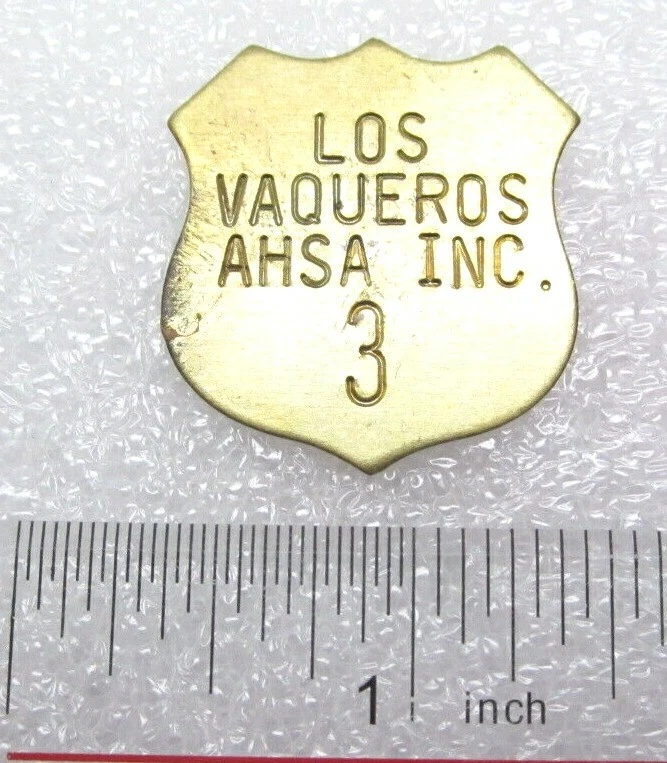 LOS
VAQUEROS
AHSA INC.
3
1 inch